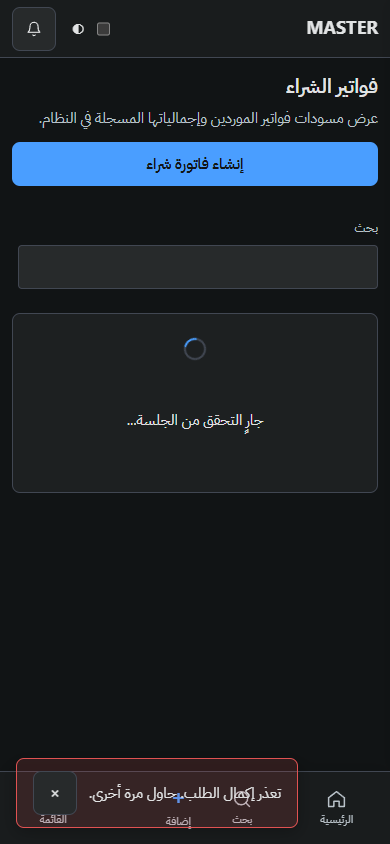 MASTER
فواتير الشراء
عرض مسودات فواتير الموردين وإجمالياتها المسجلة في النظام.
إنشاء فاتورة شراء
بحث
جارٍ التحقق من الجلسة...
تعذر إكمال الطلب. حاول مرة أخرى.
الرئيسية
بحث
إضافة
القائمة